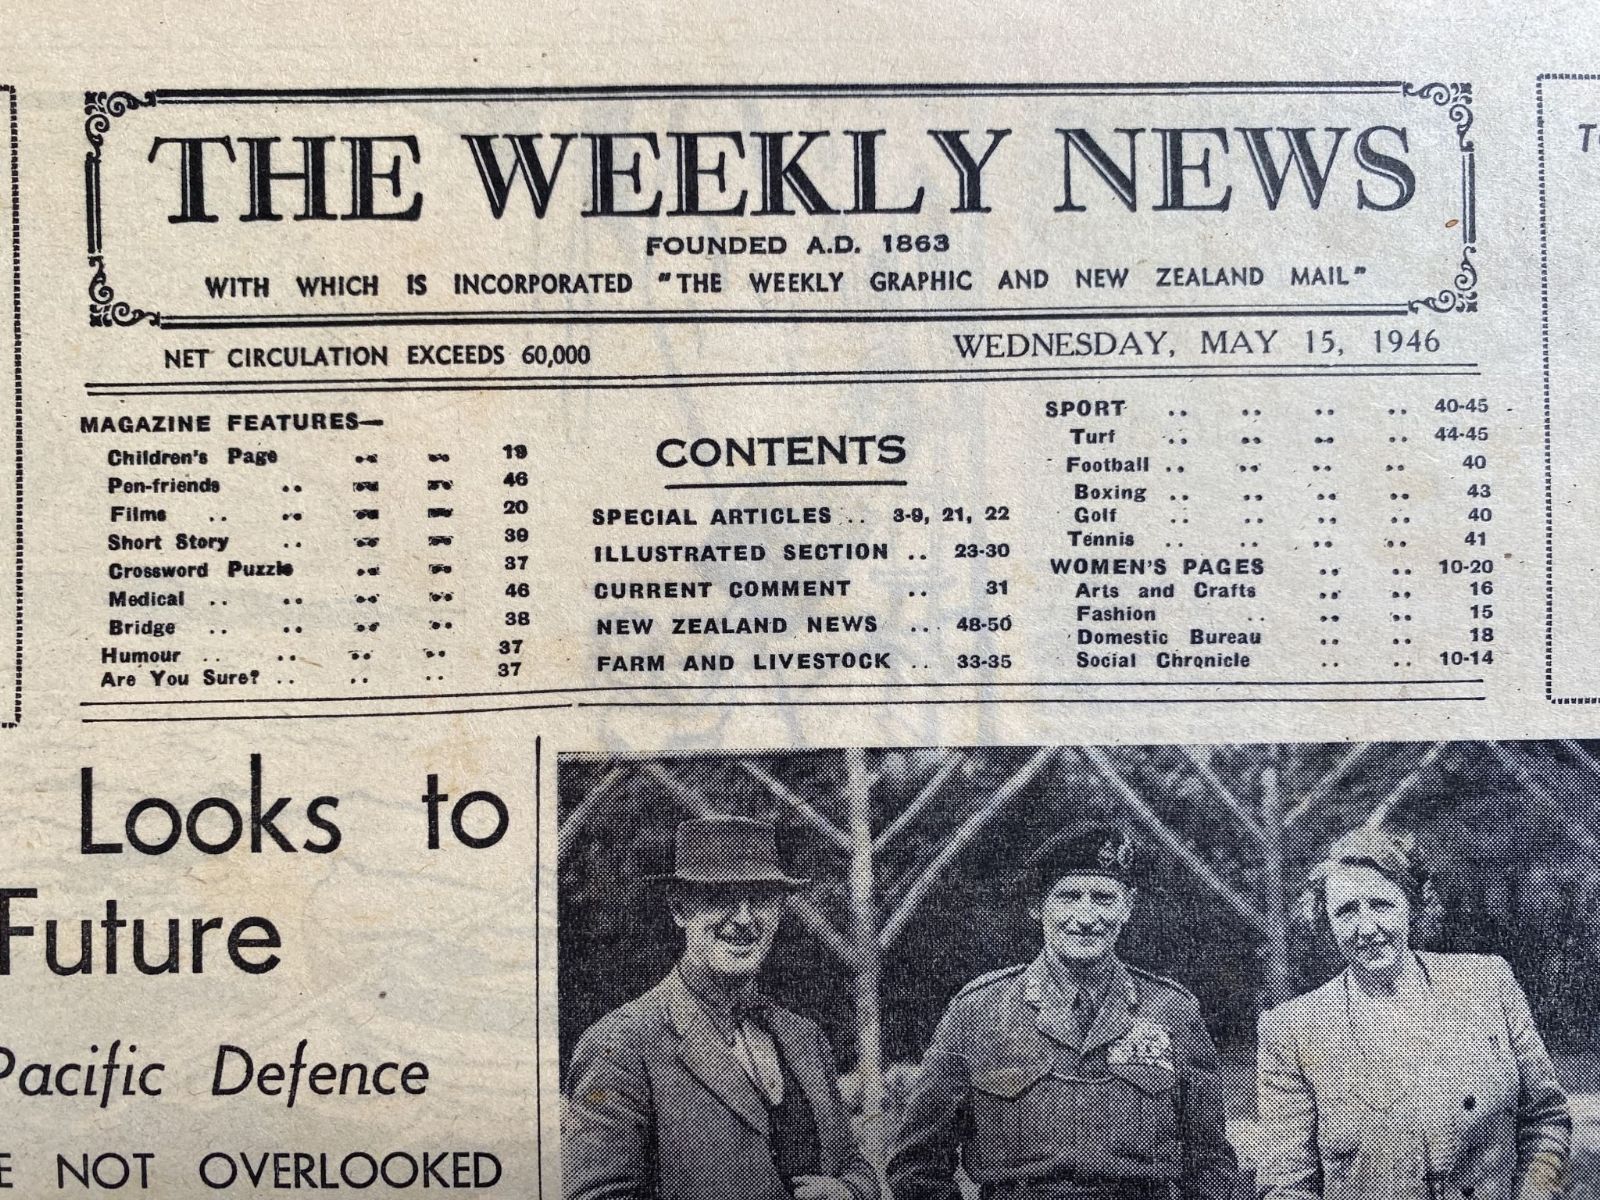 THE WEEKLY NEWS
FOUNDED A.D. 1863
WITH WHICH IS INCORPORATED "THE WEEKLY GRAPHIC AND NEW ZEALAND MAIL"
NET CIRCULATION EXCEEDS 60,000
WEDNESDAY, MAY 15, 1946
MAGAZINE FEATURES—
Children's Page .. .. 19
Pen-friends .. .. .. 46
Films .. .. .. .. 20
Short Story .. .. .. 39
Crossword Puzzle .. .. 37
Medical .. .. .. .. 46
Bridge .. .. .. .. 38
Humour .. .. .. .. 37
Are You Sure? .. .. .. 37
CONTENTS
SPECIAL ARTICLES .. 3-9, 21, 22
ILLUSTRATED SECTION .. 23-30
CURRENT COMMENT .. 31
NEW ZEALAND NEWS .. 48-50
FARM AND LIVESTOCK .. 33-35
SPORT .. .. .. .. 40-45
Turf .. .. .. .. 44-45
Football .. .. .. .. 40
Boxing .. .. .. .. 43
Golf .. .. .. .. 40
Tennis .. .. .. .. 41
WOMEN'S PAGES .. .. 10-20
Arts and Crafts .. .. 16
Fashion .. .. 15
Domestic Bureau .. .. 18
Social Chronicle .. .. 10-14
Looks to
Future
Pacific Defence
NOT OVERLOOKED